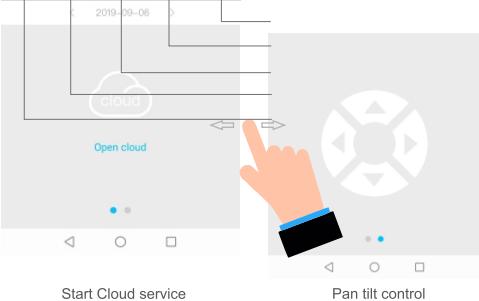 2019-09-06
cloud
Open cloud
Start Cloud service
Pan tilt control